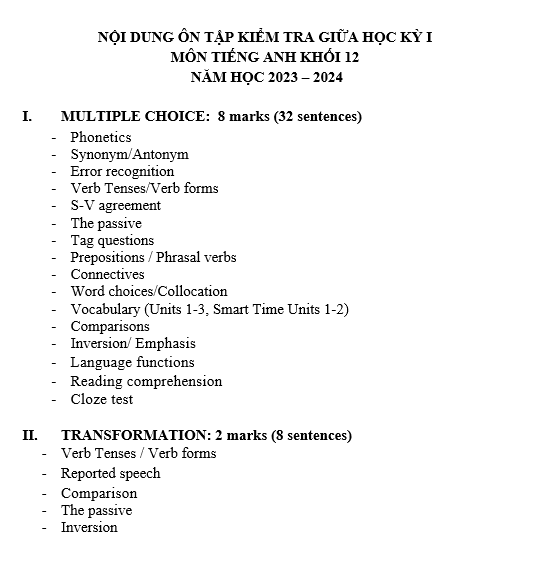 NỘI DUNG ÔN TẬP KIỂM TRA GIỮA HỌC KỲ I
MÔN TIẾNG ANH KHỐI 12
NĂM HỌC 2023 – 2024
I. MULTIPLE CHOICE: 8 marks (32 sentences)
- Phonetics
- Synonym/Antonym
- Error recognition
- Verb Tenses/Verb forms
- S-V agreement
- The passive
- Tag questions
- Prepositions / Phrasal verbs
- Connectives
- Word choices/Collocation
- Vocabulary (Units 1-3, Smart Time Units 1-2)
- Comparisons
- Inversion/ Emphasis
- Language functions
- Reading comprehension
- Cloze test
II. TRANSFORMATION: 2 marks (8 sentences)
- Verb Tenses / Verb forms
- Reported speech
- Comparison
- The passive
- Inversion